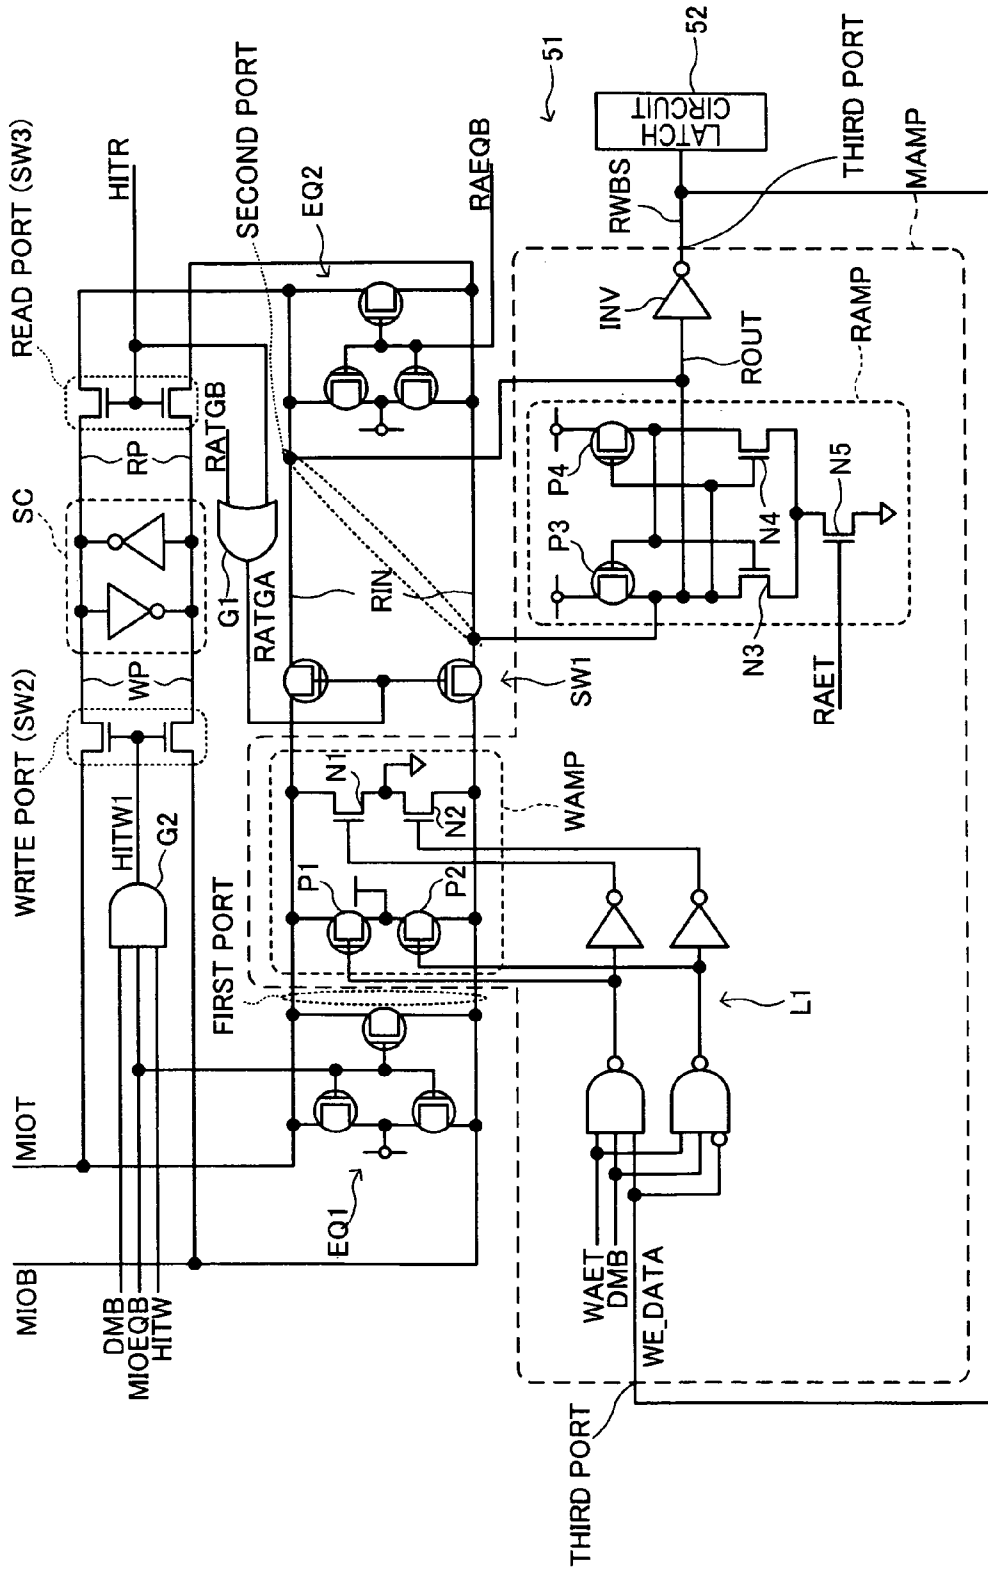 MIOB
MIOT
DMB
MIOEQB
HITW
WRITE PORT (SW2)
HITW1
G2
WP
SC
RP
READ PORT (SW3)
HITR
RATGB
G1
RATGA
SECOND PORT
EQ2
RAEQB
FIRST PORT
EQ1
P1
P2
N1
N2
WAMP
RIN
SW1
51
52
LATCH
CIRCUIT
RWBS
THIRD PORT
MAMP
INV
ROUT
RAMP
P3
P4
N3
N4
N5
RAET
L1
WAET
DMB
WE_DATA
THIRD PORT